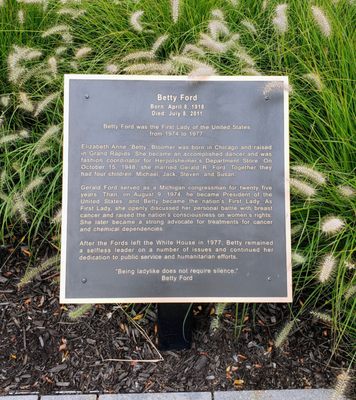 Betty Ford
Born: April 8, 1918
Died: July 8, 2011
Betty Ford was the First Lady of the United States
from 1974 to 1977.
Elizabeth Anne "Betty" Bloomer was born in Chicago and raised
in Grand Rapids. She became an accomplished dancer and was
fashion coordinator for Herpolsheimer's Department Store. On
October 15, 1948, she married Gerald R. Ford. Together they
had four children: Michael, Jack, Steven, and Susan.
Gerald Ford served as a Michigan congressman for twenty five
years. Then, on August 9, 1974, he became President of the
United States, and Betty became the nation's First Lady. As
First Lady, she openly discussed her personal battle with breast
cancer and raised the nation's consciousness on women's rights.
She later became a strong advocate for treatments for cancer
and chemical dependencies.
After the Fords left the White House in 1977, Betty remained
a selfless leader on a number of issues and continued her
dedication to public service and humanitarian efforts.
"Being ladylike does not require silence."
Betty Ford